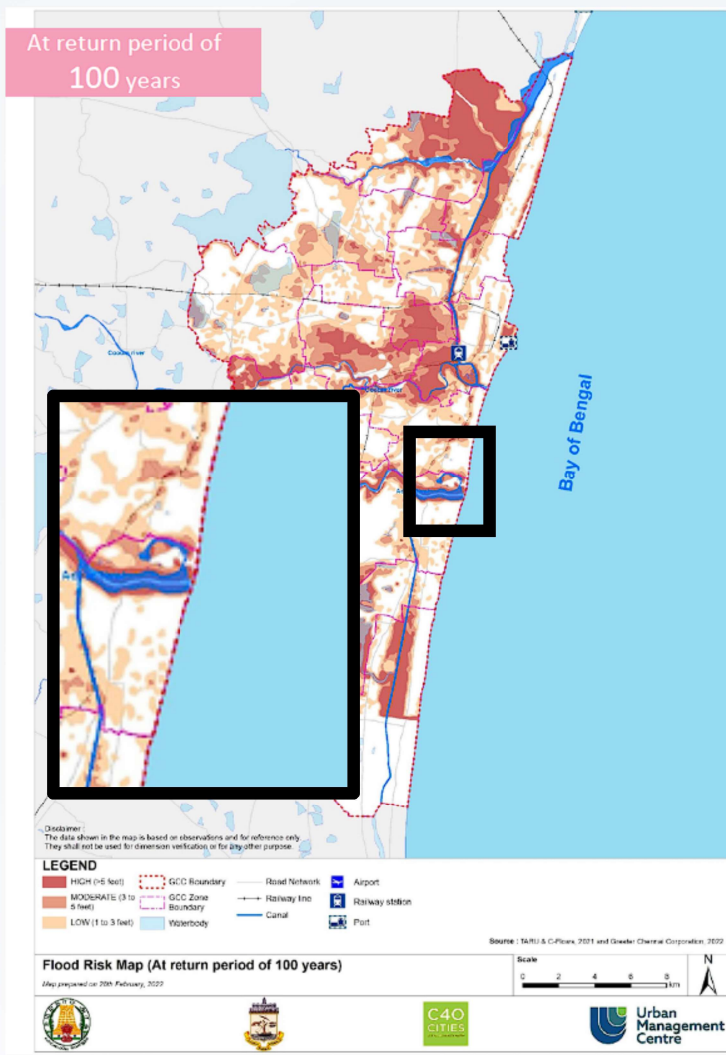 At return period of
100 years
Bay of Bengal
Disclaimer :
The data shown in the map is based on observations and for reference only.
They shall not be used for dimension verification or for any other purpose.
LEGEND
HIGH (>5 feet)
GCC Boundary
Road Network
Airport
MODERATE (3 to
5 feet)
GCC Zone
Boundary
Railway line
Railway station
LOW (1 to 3 feet)
Waterbody
Canal
Port
Source : TARU & C-Flows, 2021 and Greater Chennai Corporation, 2022
Flood Risk Map (At return period of 100 years)
Map prepared on 20th February, 2022
Scale
0 2 4 6 8
km
N
C40
CITIES
Urban
Management
Centre